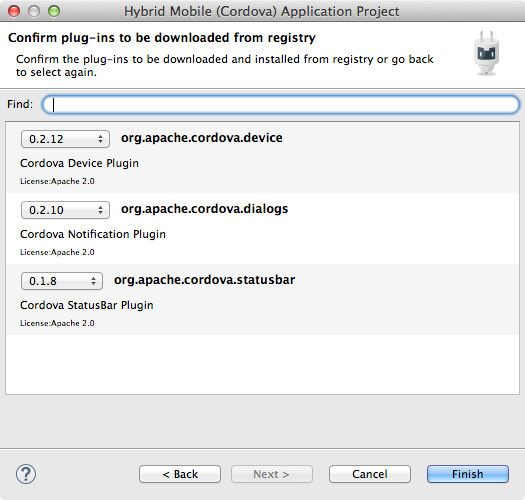 Hybrid Mobile (Cordova) Application Project
Confirm plug-ins to be downloaded from registry
Confirm the plug-ins to be downloaded and installed from registry or go back
to select again.
Find:
0.2.12 org.apache.cordova.device
Cordova Device Plugin
License:Apache 2.0
0.2.10 org.apache.cordova.dialogs
Cordova Notification Plugin
License:Apache 2.0
0.1.8 org.apache.cordova.statusbar
Cordova StatusBar Plugin
License:Apache 2.0
? < Back Next > Cancel Finish